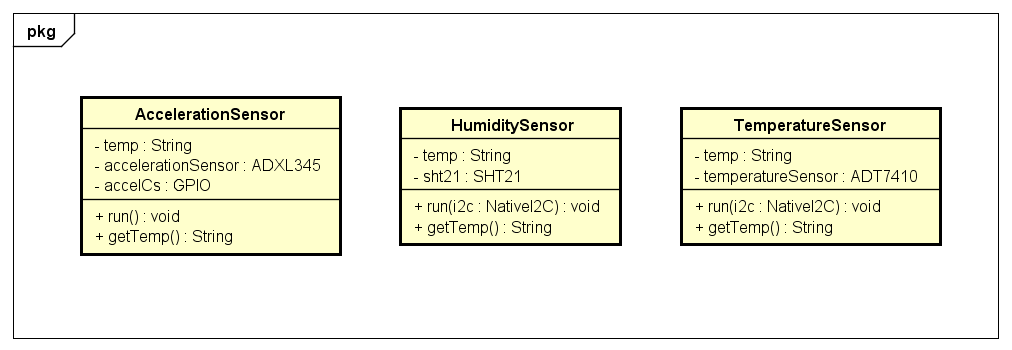 pkg
AccelerationSensor
- temp : String
- accelerationSensor : ADXL345
- accelCs : GPIO
+ run() : void
+ getTemp() : String
HumiditySensor
- temp : String
- sht21 : SHT21
+ run(i2c : NativeI2C) : void
+ getTemp() : String
TemperatureSensor
- temp : String
- temperatureSensor : ADT7410
+ run(i2c : NativeI2C) : void
+ getTemp() : String